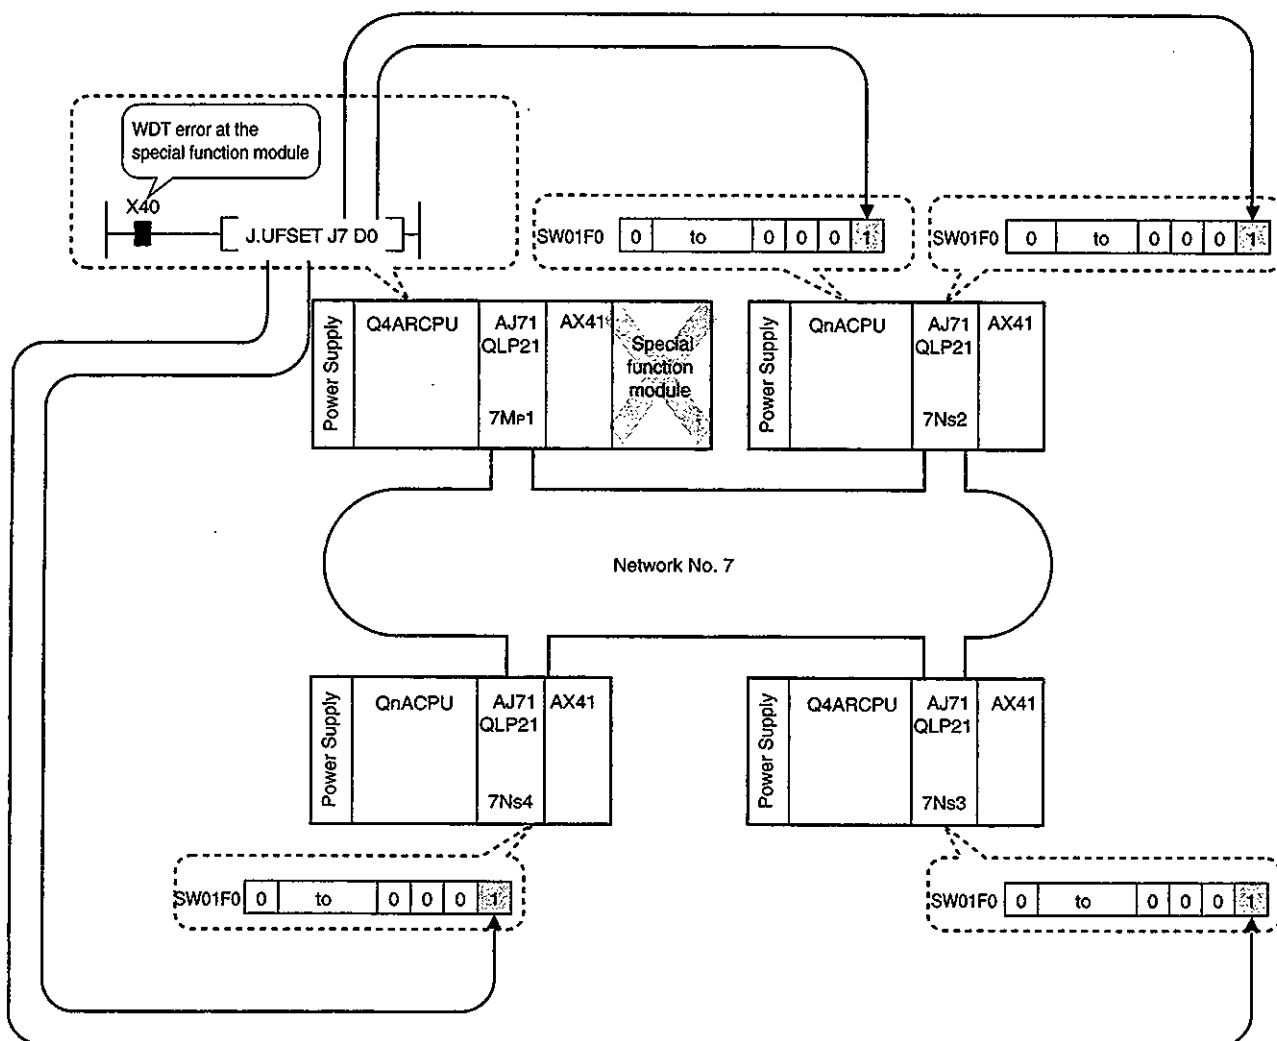 WDT error at the
special function module
X40
J.UFSET J7 D0
SW01F0 0 to 0 0 0 1
SW01F0 0 to 0 0 0 1
Power Supply
Q4ARCPU
AJ71
QLP21
7MP1
AX41
Special
function
module
Power Supply
QnACPU
AJ71
QLP21
7Ns2
AX41
Network No. 7
Power Supply
QnACPU
AJ71
QLP21
7Ns4
AX41
Power Supply
Q4ARCPU
AJ71
QLP21
7Ns3
AX41
SW01F0 0 to 0 0 0 1
SW01F0 0 to 0 0 0 1